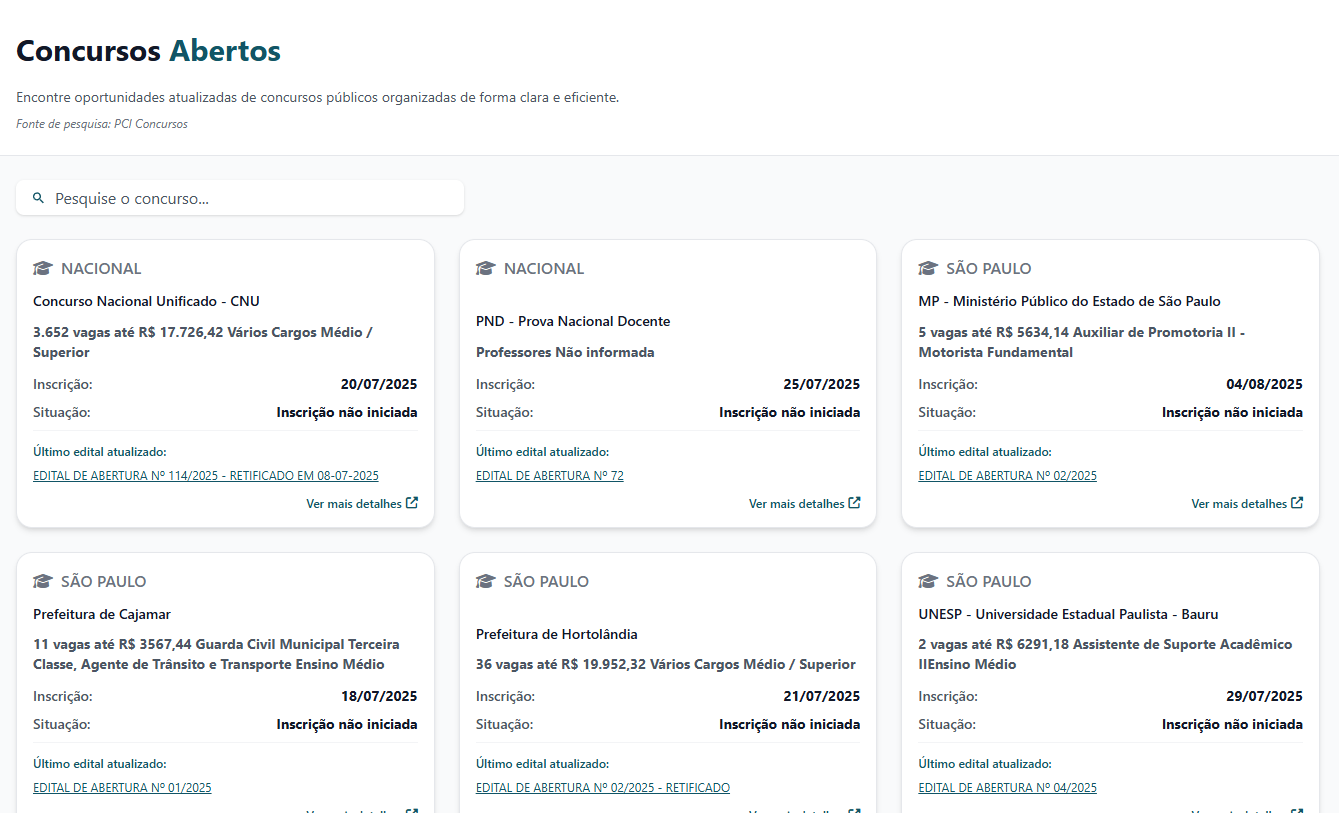 Concursos Abertos
Encontre oportunidades atualizadas de concursos públicos organizadas de forma clara e eficiente.
Fonte de pesquisa: PCI Concursos
Pesquise o concurso...
NACIONAL
Concurso Nacional Unificado - CNU
3.652 vagas até R$ 17.726,42 Vários Cargos Médio /
Superior
Inscrição: 20/07/2025
Situação: Inscrição não iniciada
Último edital atualizado:
EDITAL DE ABERTURA Nº 114/2025 - RETIFICADO EM 08-07-2025
Ver mais detalhes
NACIONAL
PND - Prova Nacional Docente
Professores Não informada
Inscrição: 25/07/2025
Situação: Inscrição não iniciada
Último edital atualizado:
EDITAL DE ABERTURA Nº 72
Ver mais detalhes
SÃO PAULO
MP - Ministério Público do Estado de São Paulo
5 vagas até R$ 5634,14 Auxiliar de Promotoria II -
Motorista Fundamental
Inscrição: 04/08/2025
Situação: Inscrição não iniciada
Último edital atualizado:
EDITAL DE ABERTURA Nº 02/2025
Ver mais detalhes
SÃO PAULO
Prefeitura de Cajamar
11 vagas até R$ 3567,44 Guarda Civil Municipal Terceira
Classe, Agente de Trânsito e Transporte Ensino Médio
Inscrição: 18/07/2025
Situação: Inscrição não iniciada
Último edital atualizado:
EDITAL DE ABERTURA Nº 01/2025
SÃO PAULO
Prefeitura de Hortolândia
36 vagas até R$ 19.952,32 Vários Cargos Médio / Superior
Inscrição: 21/07/2025
Situação: Inscrição não iniciada
Último edital atualizado:
EDITAL DE ABERTURA Nº 02/2025 - RETIFICADO
SÃO PAULO
UNESP - Universidade Estadual Paulista - Bauru
2 vagas até R$ 6291,18 Assistente de Suporte Acadêmico
IIEnsino Médio
Inscrição: 29/07/2025
Situação: Inscrição não iniciada
Último edital atualizado:
EDITAL DE ABERTURA Nº 04/2025